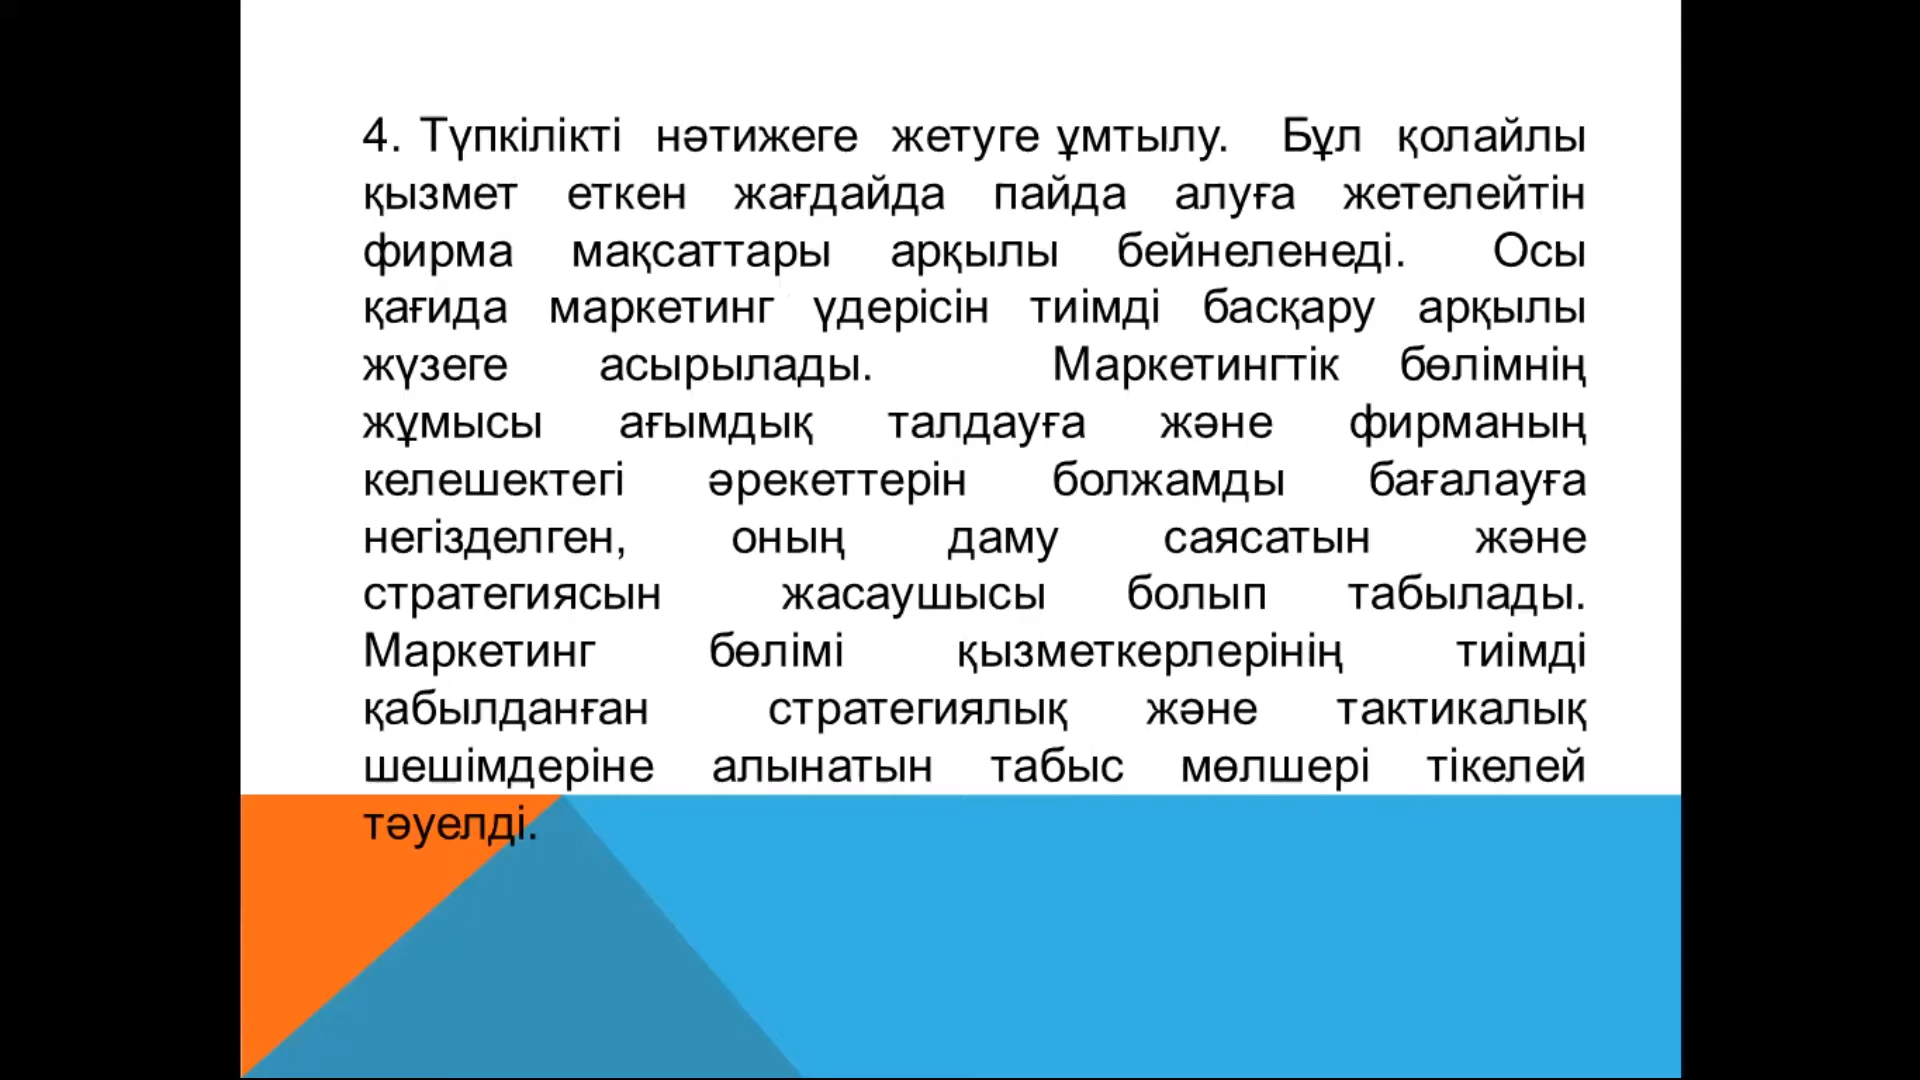 4. Түпкілікті нәтижеге жетуге ұмтылу. Бұл қолайлы
қызмет еткен жағдайда пайда алуға жетелейтін
фирма мақсаттары арқылы бейнеленеді. Осы
қағида маркетинг үдерісін тиімді басқару арқылы
жүзеге асырылады. Маркетингтік бөлімнің
жұмысы ағымдық талдауға және фирманың
келешектегі әрекеттерін болжамды бағалауға
негізделген, оның даму саясатын және
стратегиясын жасаушысы болып табылады.
Маркетинг бөлімі қызметкерлерінің тиімді
қабылданған стратегиялық және тактикалық
шешімдеріне алынатын табыс мөлшері тікелей
тәуелді.